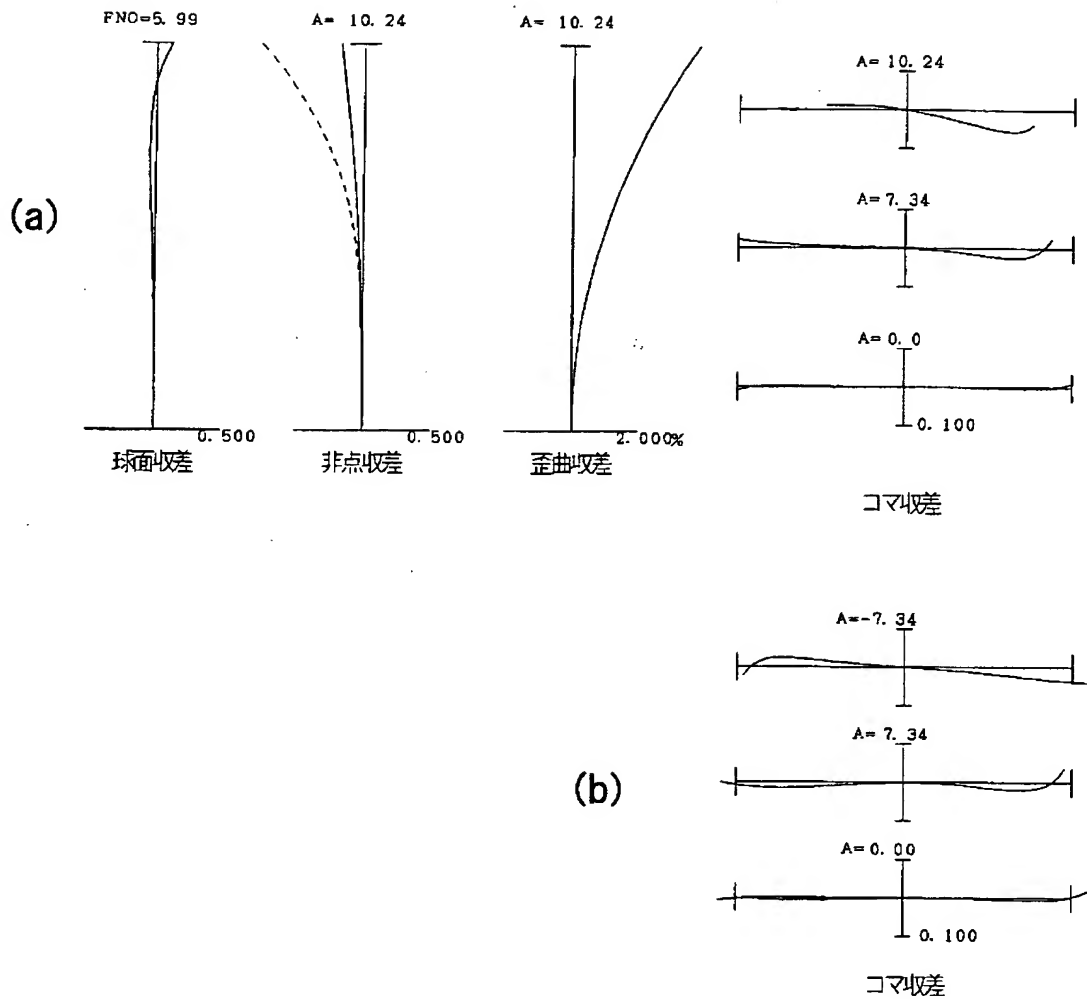 (a)
FNO=5.99
0.500
球面収差
A= 10.24
0.500
非点収差
A= 10.24
2.000%
歪曲収差
A= 10.24
A=7.34
A=0.0
0.100
コマ収差
(b)
A=-7.34
A=7.34
A=0.00
0.100
コマ収差